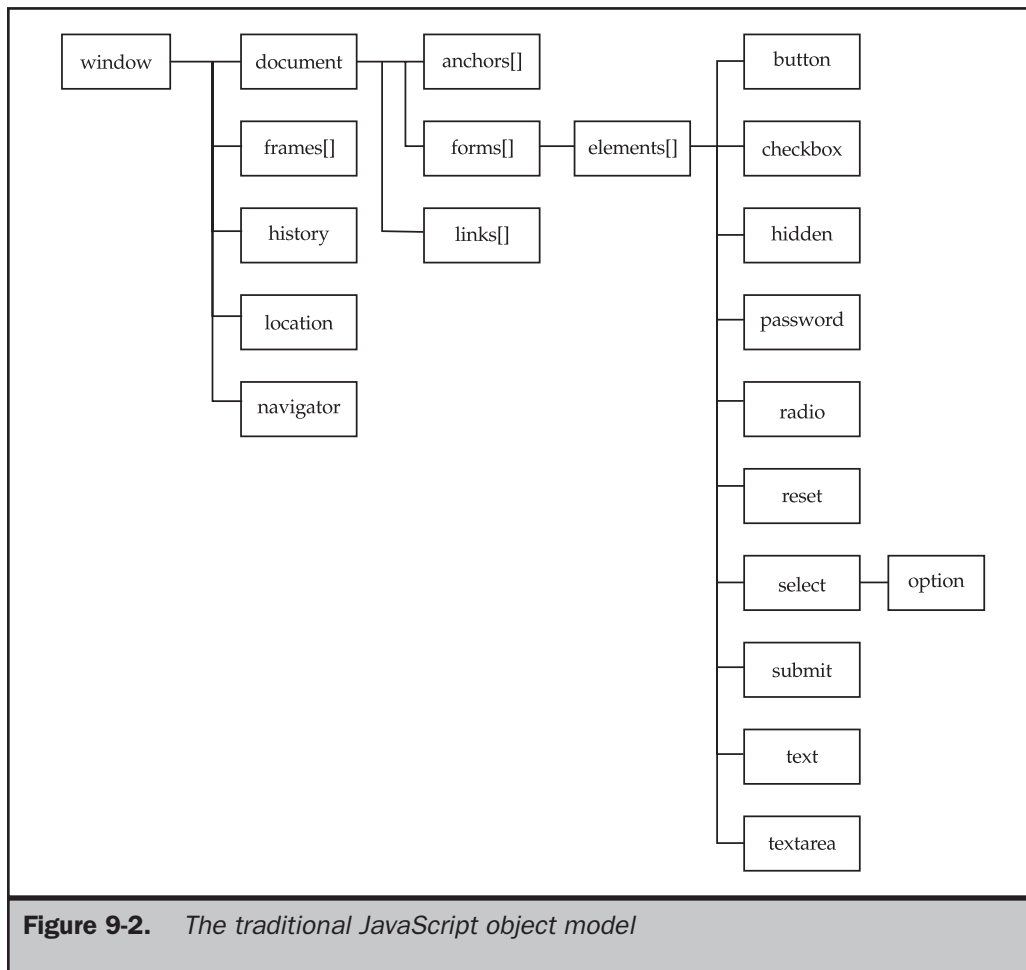 window
document
anchors[]
button
frames[]
forms[]
elements[]
checkbox
history
links[]
hidden
location
password
navigator
radio
reset
select
option
submit
text
textarea
Figure 9-2. The traditional JavaScript object model